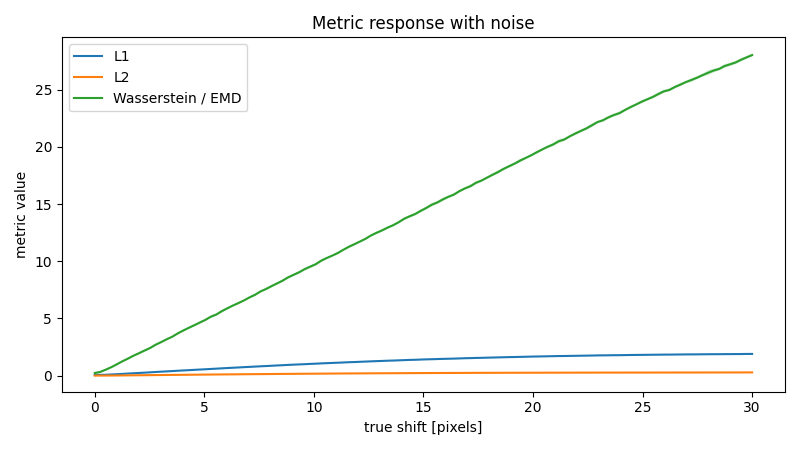 Metric response with noise
L1
L2
Wasserstein / EMD
metric value
25
20
15
10
5
0
0 5 10 15 20 25 30
true shift [pixels]